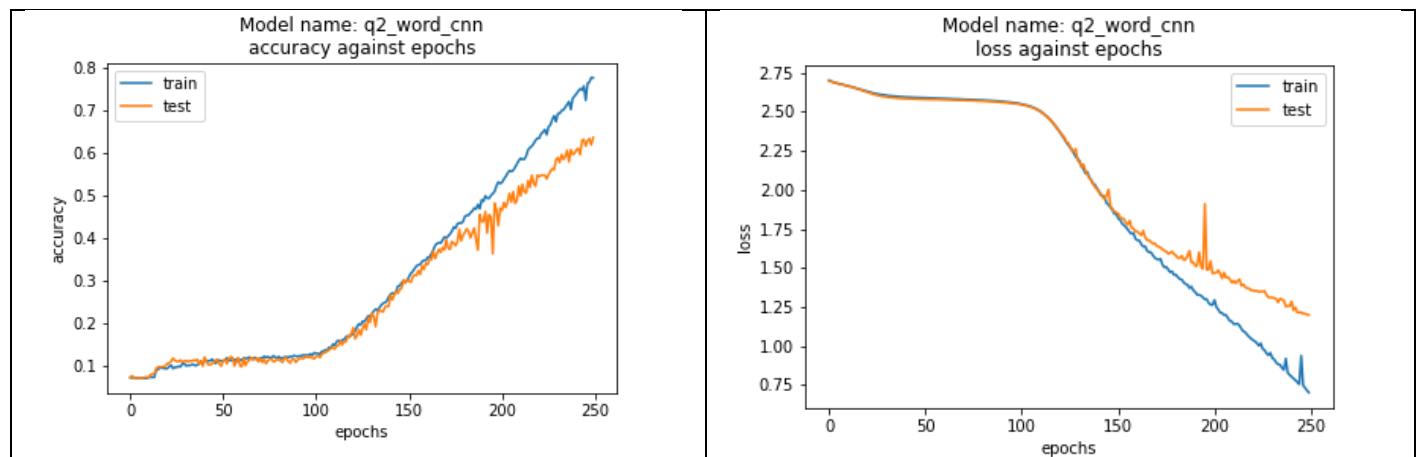 Model name: q2_word_cnn
accuracy against epochs
0.8
0.7
0.6
0.5
0.4
0.3
0.2
0.1
accuracy
train
test
0 50 100 150 200 250
epochs
Model name: q2_word_cnn
loss against epochs
2.75
2.50
2.25
2.00
1.75
1.50
1.25
1.00
0.75
loss
train
test
0 50 100 150 200 250
epochs